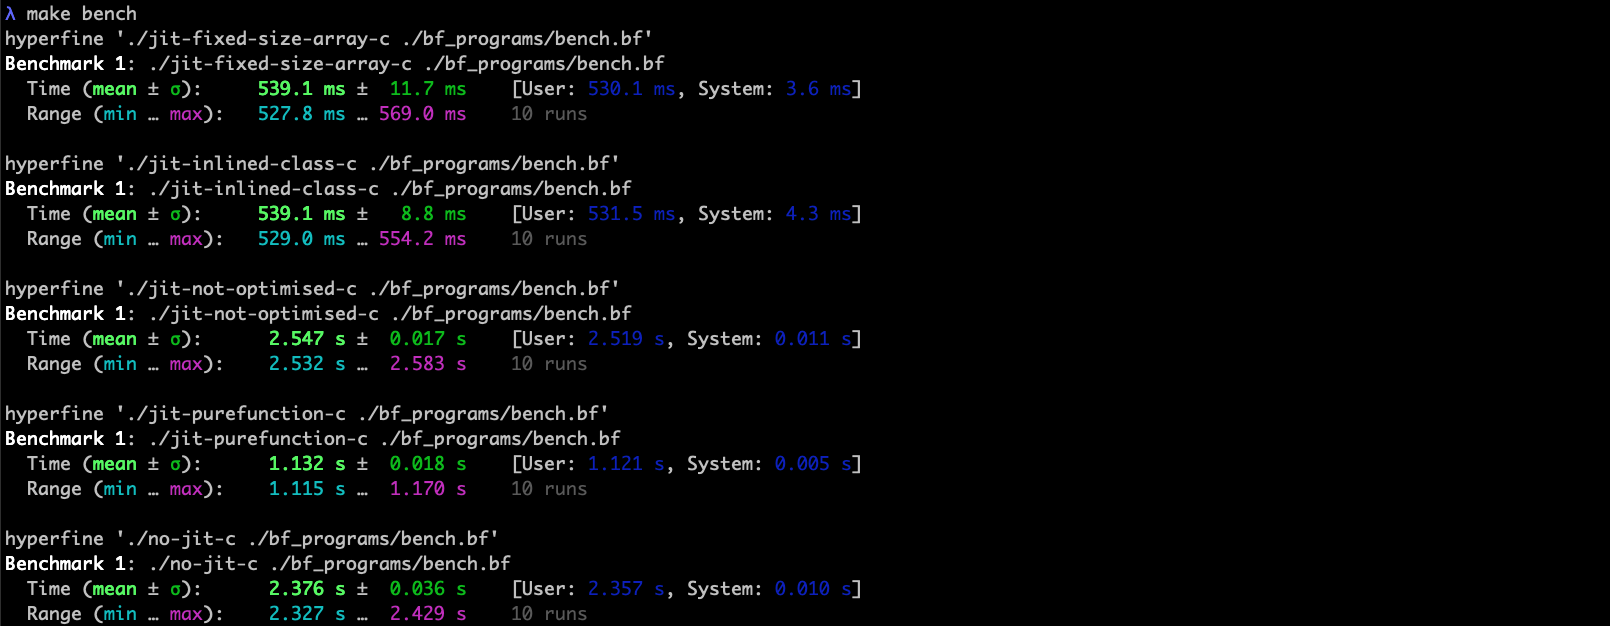 λ make bench
hyperfine './jit-fixed-size-array-c ./bf_programs/bench.bf'
Benchmark 1: ./jit-fixed-size-array-c ./bf_programs/bench.bf
  Time (mean ± σ):     539.1 ms ±  11.7 ms    [User: 530.1 ms, System: 3.6 ms]
  Range (min … max):   527.8 ms … 569.0 ms    10 runs

hyperfine './jit-inlined-class-c ./bf_programs/bench.bf'
Benchmark 1: ./jit-inlined-class-c ./bf_programs/bench.bf
  Time (mean ± σ):     539.1 ms ±   8.8 ms    [User: 531.5 ms, System: 4.3 ms]
  Range (min … max):   529.0 ms … 554.2 ms    10 runs

hyperfine './jit-not-optimised-c ./bf_programs/bench.bf'
Benchmark 1: ./jit-not-optimised-c ./bf_programs/bench.bf
  Time (mean ± σ):      2.547 s ±  0.017 s    [User: 2.519 s, System: 0.011 s]
  Range (min … max):    2.532 s …  2.583 s    10 runs

hyperfine './jit-purefunction-c ./bf_programs/bench.bf'
Benchmark 1: ./jit-purefunction-c ./bf_programs/bench.bf
  Time (mean ± σ):      1.132 s ±  0.018 s    [User: 1.121 s, System: 0.005 s]
  Range (min … max):    1.115 s …  1.170 s    10 runs

hyperfine './no-jit-c ./bf_programs/bench.bf'
Benchmark 1: ./no-jit-c ./bf_programs/bench.bf
  Time (mean ± σ):      2.376 s ±  0.036 s    [User: 2.357 s, System: 0.010 s]
  Range (min … max):    2.327 s …  2.429 s    10 runs